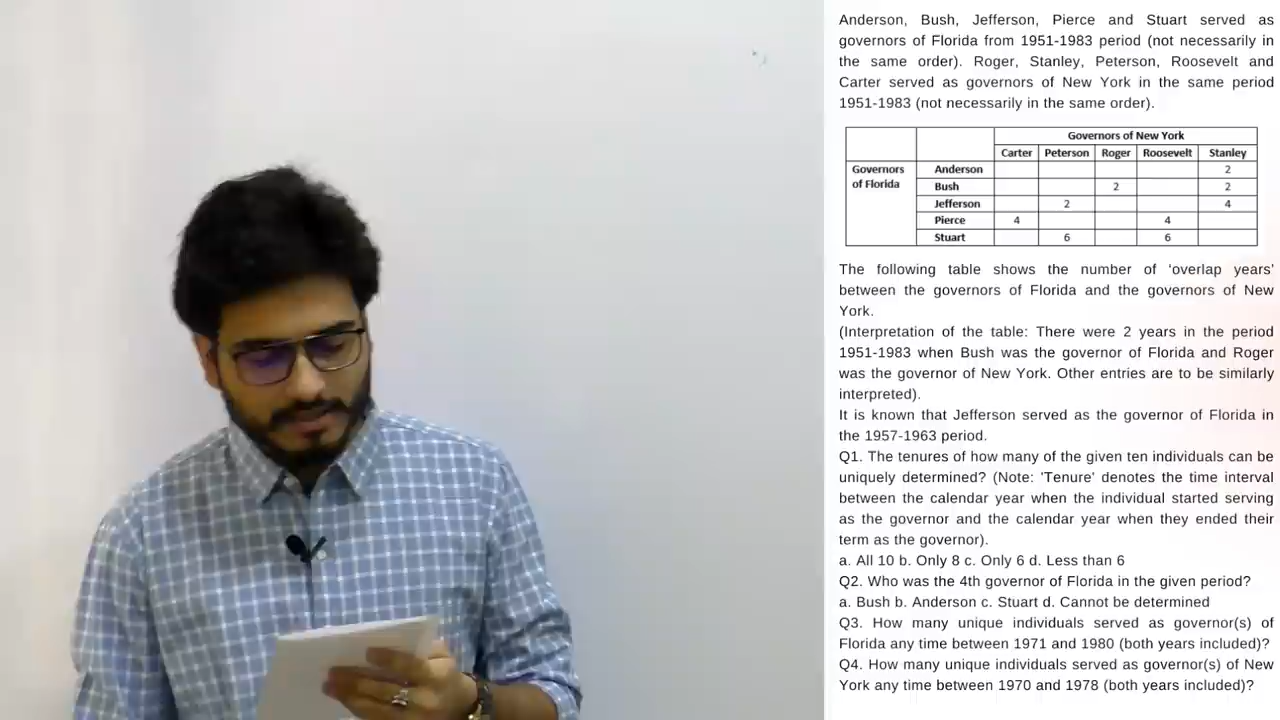 Anderson, Bush, Jefferson, Pierce and Stuart served as
governors of Florida from 1951-1983 period (not necessarily in
the same order). Roger, Stanley, Peterson, Roosevelt and
Carter served as governors of New York in the same period
1951-1983 (not necessarily in the same order).
Governors of New York
Carter Peterson Roger Roosevelt Stanley
Governors Anderson 2
of Florida Bush 2 2
Jefferson 2 4
Pierce 4 4
Stuart 6 6
The following table shows the number of 'overlap years'
between the governors of Florida and the governors of New
York.
(Interpretation of the table: There were 2 years in the period
1951-1983 when Bush was the governor of Florida and Roger
was the governor of New York. Other entries are to be similarly
interpreted).
It is known that Jefferson served as the governor of Florida in
the 1957-1963 period.
Q1. The tenures of how many of the given ten individuals can be
uniquely determined? (Note: 'Tenure' denotes the time interval
between the calendar year when the individual started serving
as the governor and the calendar year when they ended their
term as the governor).
a. All 10 b. Only 8 c. Only 6 d. Less than 6
Q2. Who was the 4th governor of Florida in the given period?
a. Bush b. Anderson c. Stuart d. Cannot be determined
Q3. How many unique individuals served as governor(s) of
Florida any time between 1971 and 1980 (both years included)?
Q4. How many unique individuals served as governor(s) of New
York any time between 1970 and 1978 (both years included)?